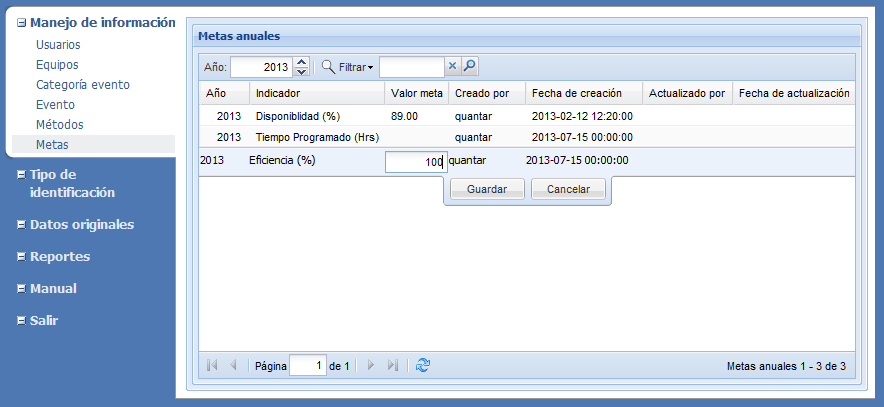 Manejo de información
Usuarios
Equipos
Categoría evento
Evento
Métodos
Metas
Tipo de
identificación
Datos originales
Reportes
Manual
Salir
Metas anuales
Año: 2013 Filtrar
Año Indicador Valor meta Creado por Fecha de creación Actualizado por Fecha de actualización
2013 Disponiblidad (%) 89.00 quantar 2013-02-12 12:20:00
2013 Tiempo Programado (Hrs) quantar 2013-07-15 00:00:00
2013 Eficiencia (%) 100 quantar 2013-07-15 00:00:00
Guardar Cancelar
Página 1 de 1 Metas anuales 1 - 3 de 3